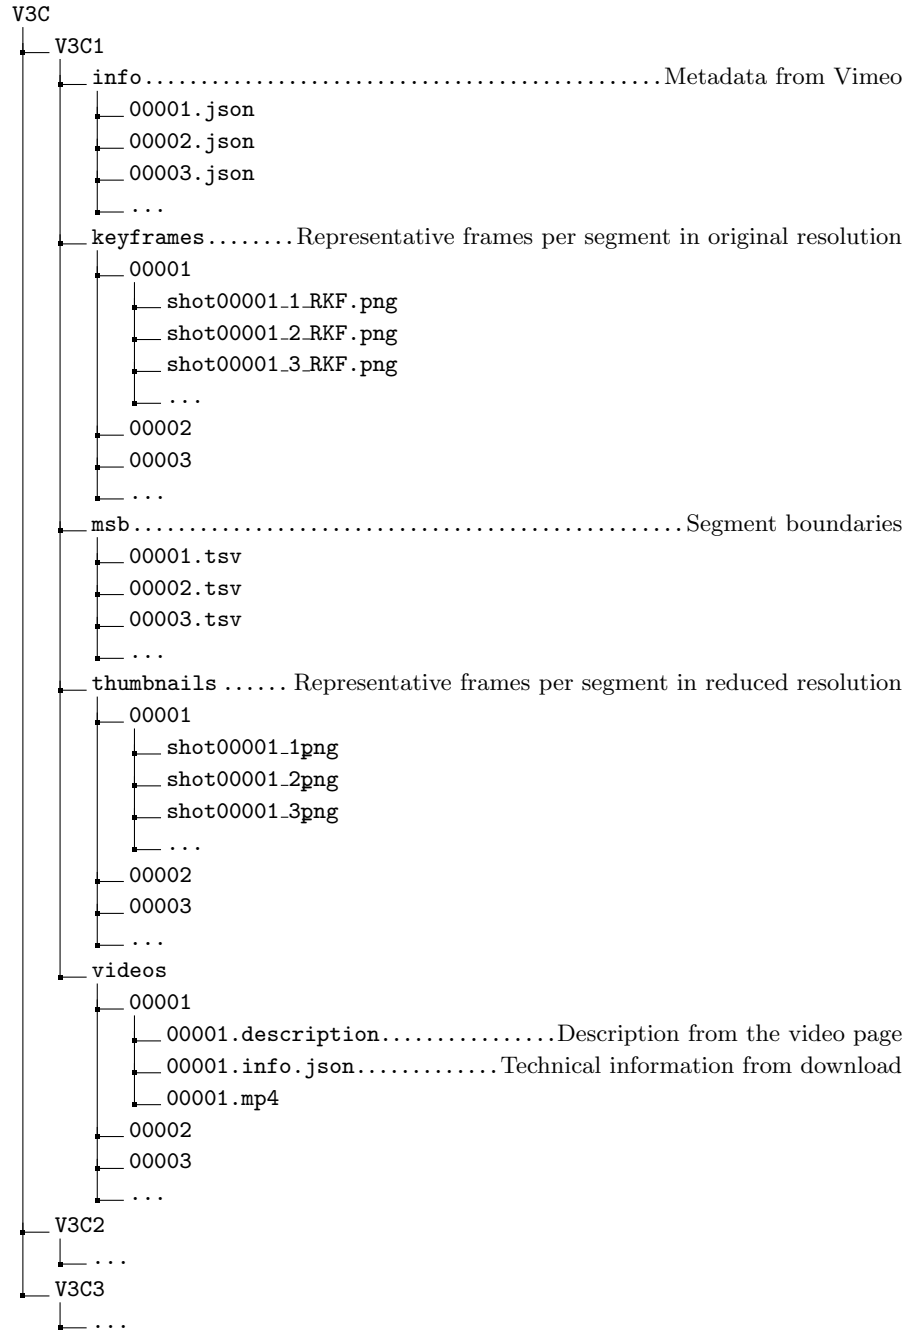 V3C
V3C1
info...............................................Metadata from Vimeo
00001.json
00002.json
00003.json
...
keyframes........Representative frames per segment in original resolution
00001
shot00001_1_RKF.png
shot00001_2_RKF.png
shot00001_3_RKF.png
...
00002
00003
...
msb..................................................Segment boundaries
00001.tsv
00002.tsv
00003.tsv
...
thumbnails ...... Representative frames per segment in reduced resolution
00001
shot00001_1png
shot00001_2png
shot00001_3png
...
00002
00003
...
videos
00001
00001.description................Description from the video page
00001.info.json.............Technical information from download
00001.mp4
00002
00003
...
V3C2
...
V3C3
...